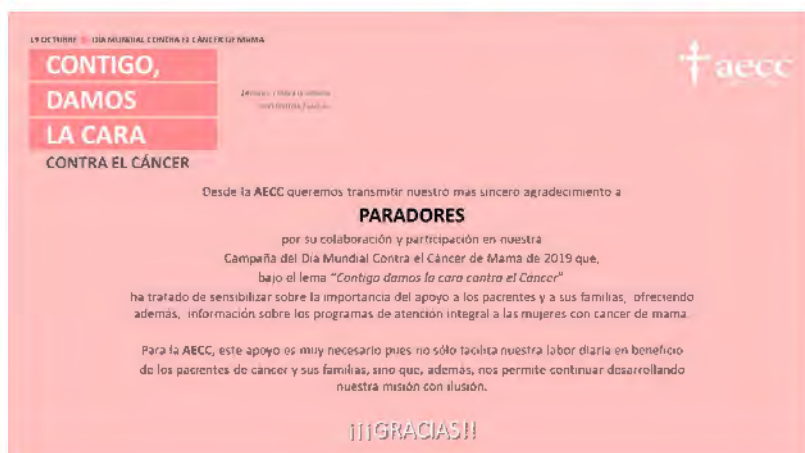 19 OCTUBRE DÍA MUNDIAL CONTRA EL CÁNCER DE MAMA
CONTIGO,
DAMOS
LA CARA
CONTRA EL CÁNCER
aecc
Desde la AECC queremos transmitir nuestro mas sincero agradecimiento a
PARADORES
por su colaboración y participación en nuestra
Campaña del Día Mundial Contra el Cáncer de Mama de 2019 que,
bajo el lema "Contigo damos la cara contra el Cáncer"
ha tratado de sensibilizar sobre la importancia del apoyo a los pacientes y a sus familias, ofreciendo
además, información sobre los programas de atención integral a las mujeres con cancer de mama.
Para la AECC, este apoyo es muy necesario pues no sólo facilita nuestra labor diaria en beneficio
de los pacientes de cáncer y sus familias, sino que, además, nos permite continuar desarrollando
nuestra misión con ilusión.
¡¡¡GRACIAS!!